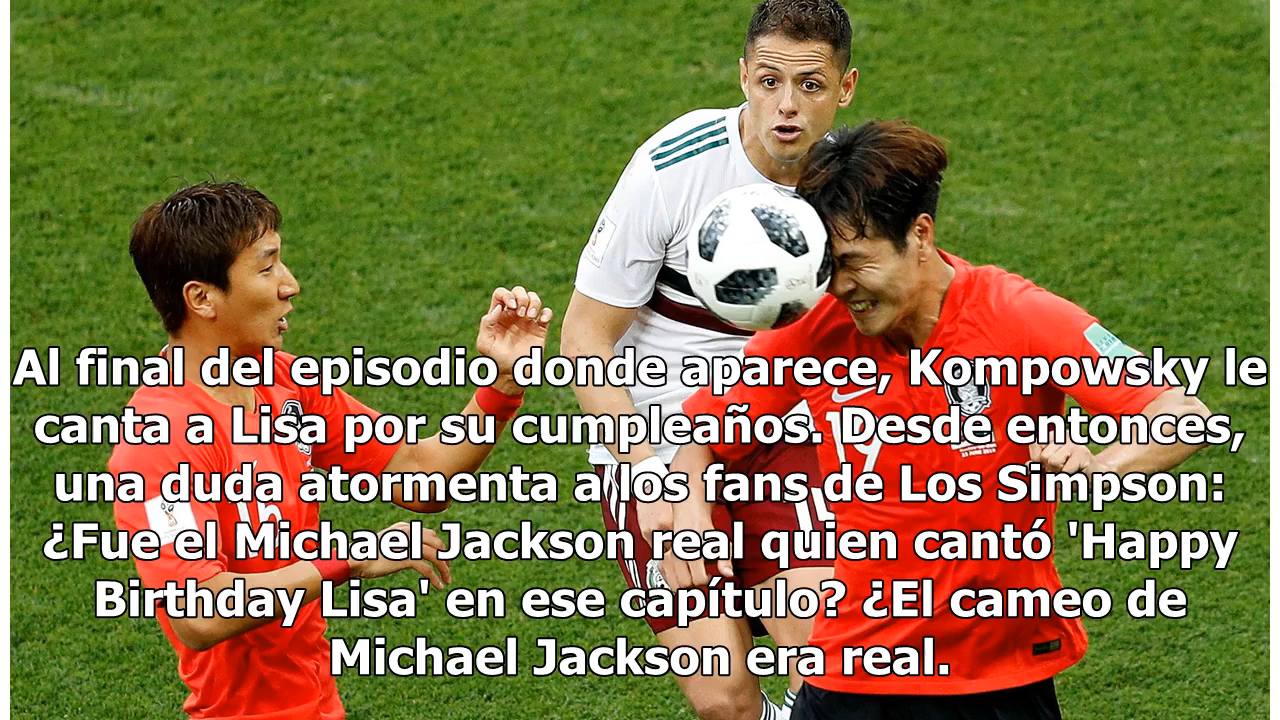 Al final del episodio donde aparece, Kompowsky le
canta a Lisa por su cumpleaños. Desde entonces,
una duda atormenta a los fans de Los Simpson:
¿Fue el Michael Jackson real quien cantó 'Happy
Birthday Lisa' en ese capítulo? ¿El cameo de
Michael Jackson era real.